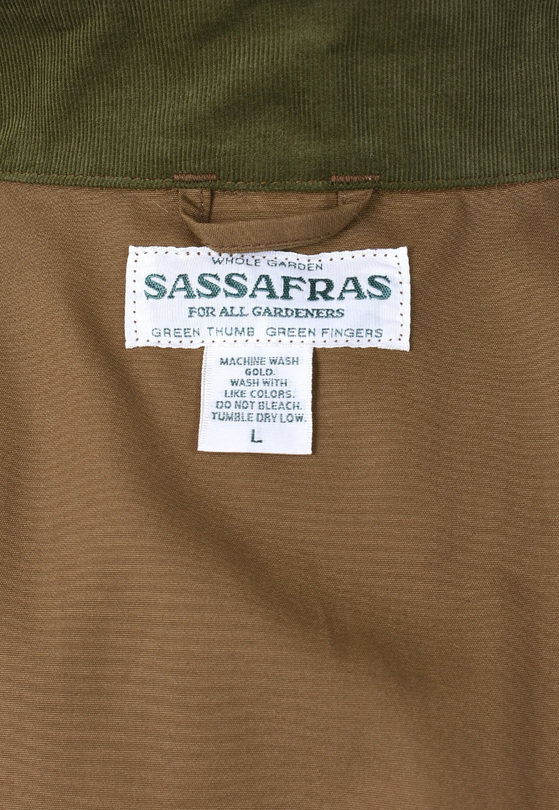 WHOLE GARDEN
SASSAFRAS
FOR ALL GARDENERS
GREEN THUMB GREEN FINGERS
MACHINE WASH
GOLD.
WASH WITH
LIKE COLORS.
DO NOT BLEACH.
TUMBLE DRY LOW.
L